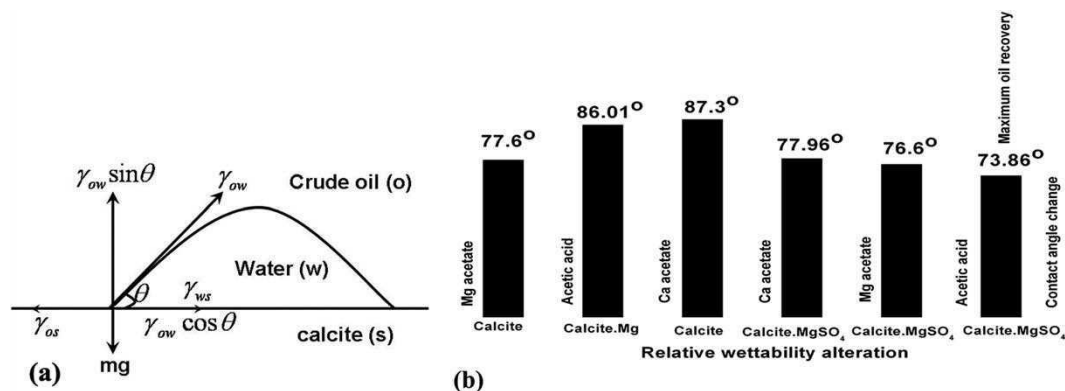 γow sinθ
γow
Crude oil (o)
Water (w)
θ
γws
γos
γow cosθ
calcite (s)
mg
(a)
77.6°
Mg acetate
Calcite
86.01°
Acetic acid
Calcite.Mg
87.3°
Ca acetate
Calcite
77.96°
Ca acetate
Calcite.MgSO4
76.6°
Mg acetate
Calcite.MgSO4
Maximum oil recovery
73.86°
Acetic acid
Calcite.MgSO4
Contact angle change
Relative wettability alteration
(b)